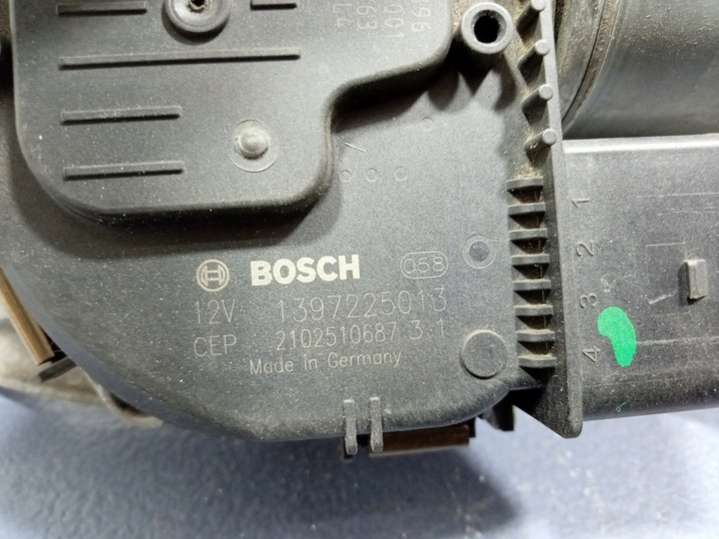 BOSCH 058
12V 1397225013
CEP 2102510687 3 1
Made in Germany
1
2
3
4